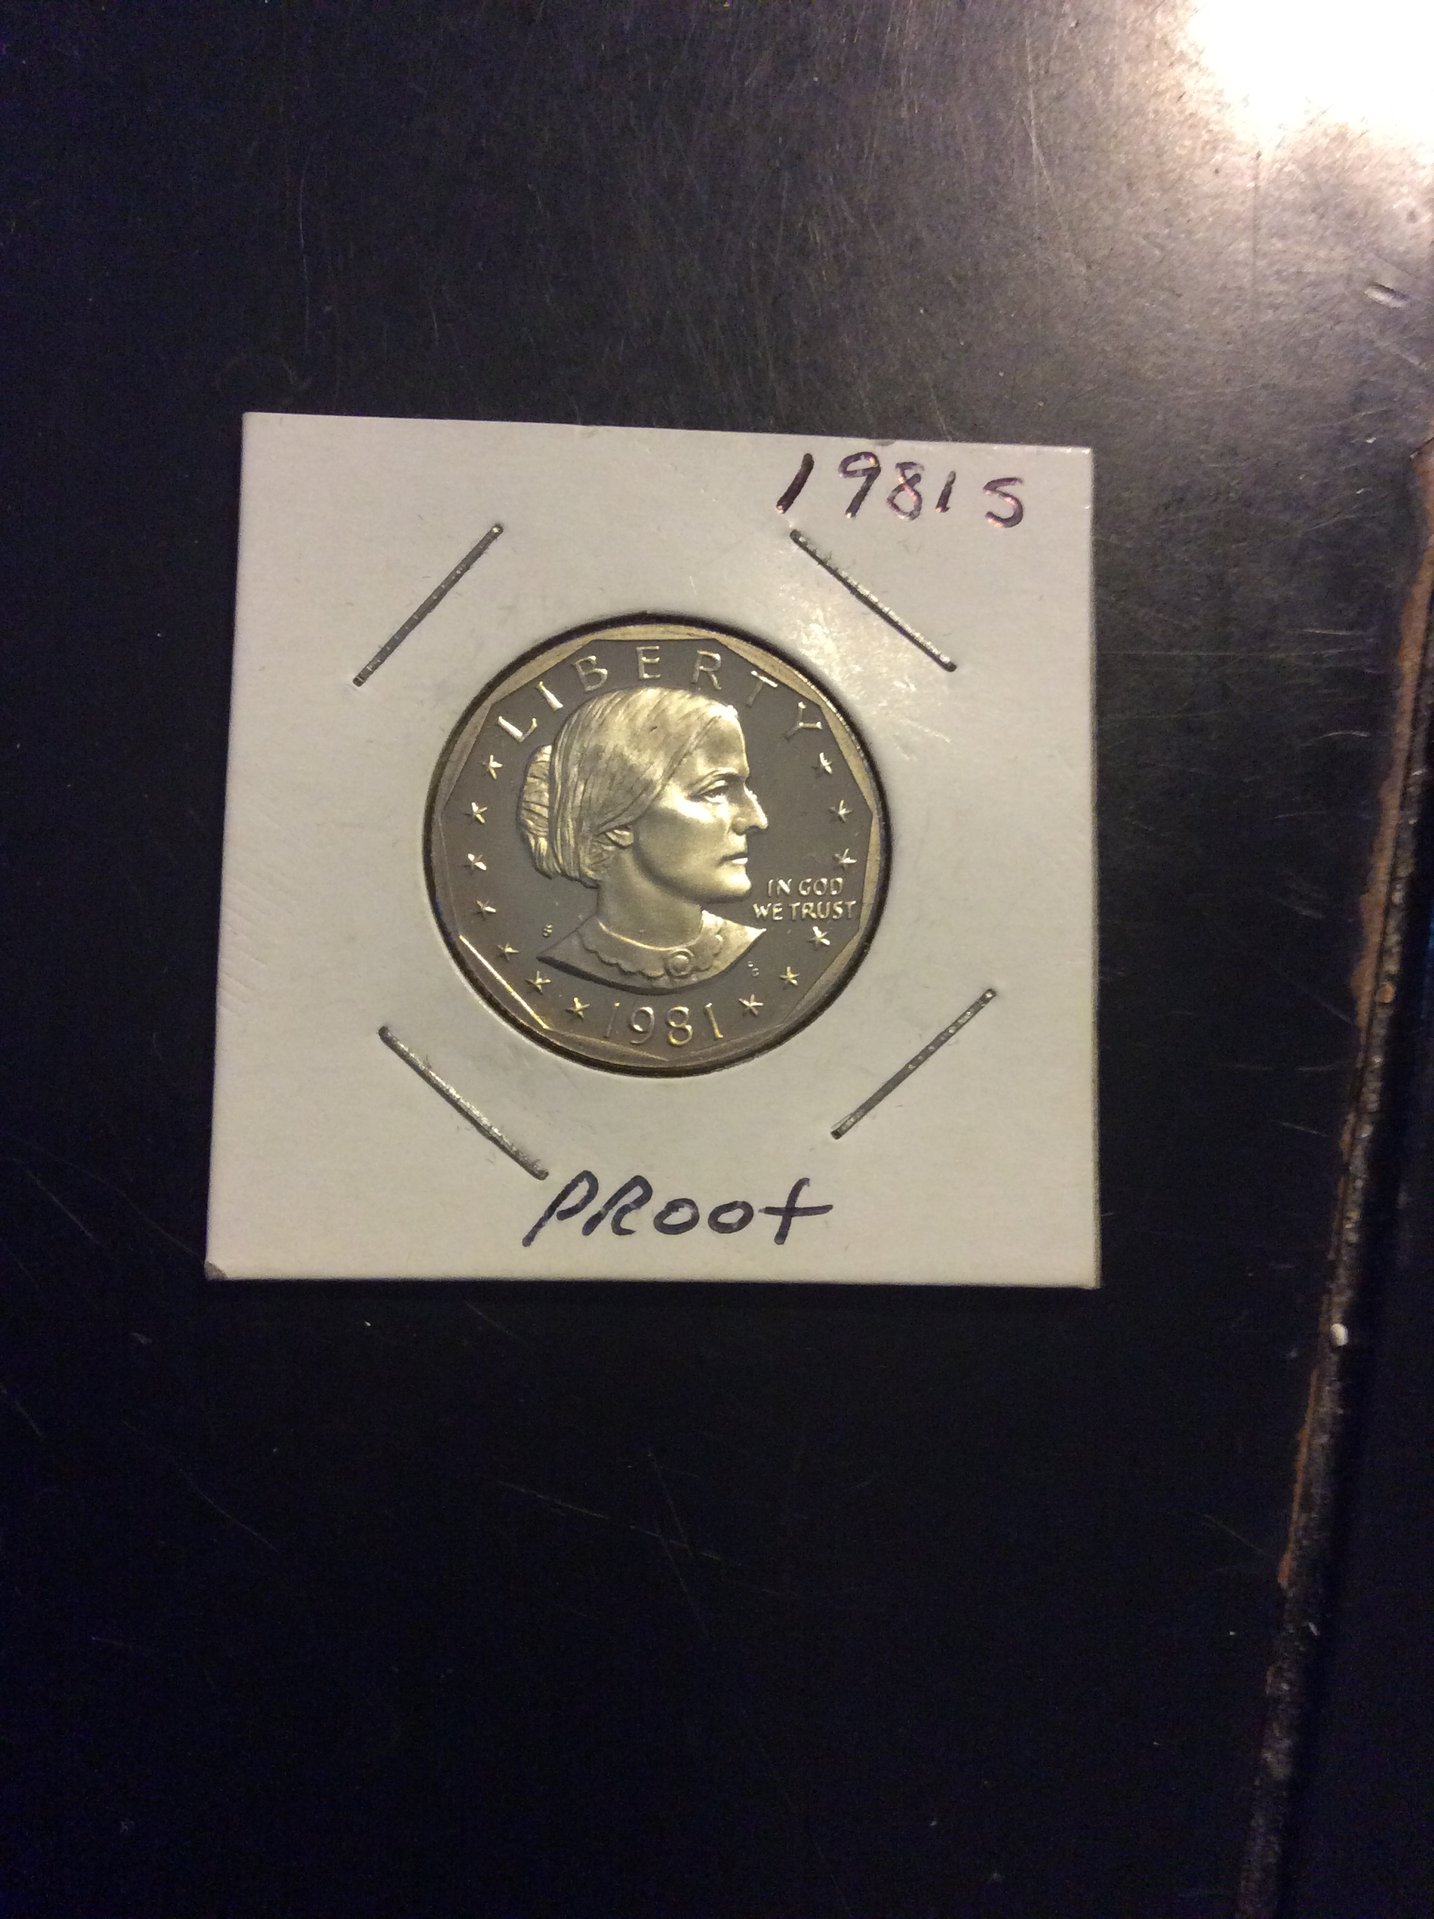 1981 S
LIBERTY
IN GOD
WE TRUST
S
1981
PROOf